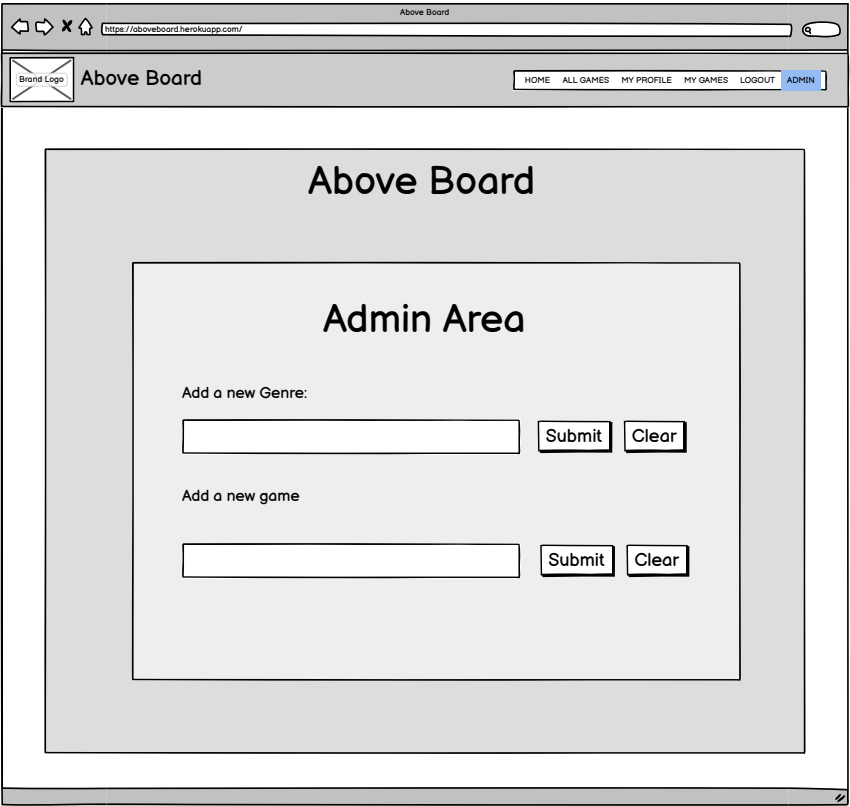 Above Board
https://aboveboard.herokuapp.com/
Brand Logo Above Board HOME ALL GAMES MY PROFILE MY GAMES LOGOUT ADMIN
Above Board
Admin Area
Add a new Genre:
Submit Clear
Add a new game
Submit Clear